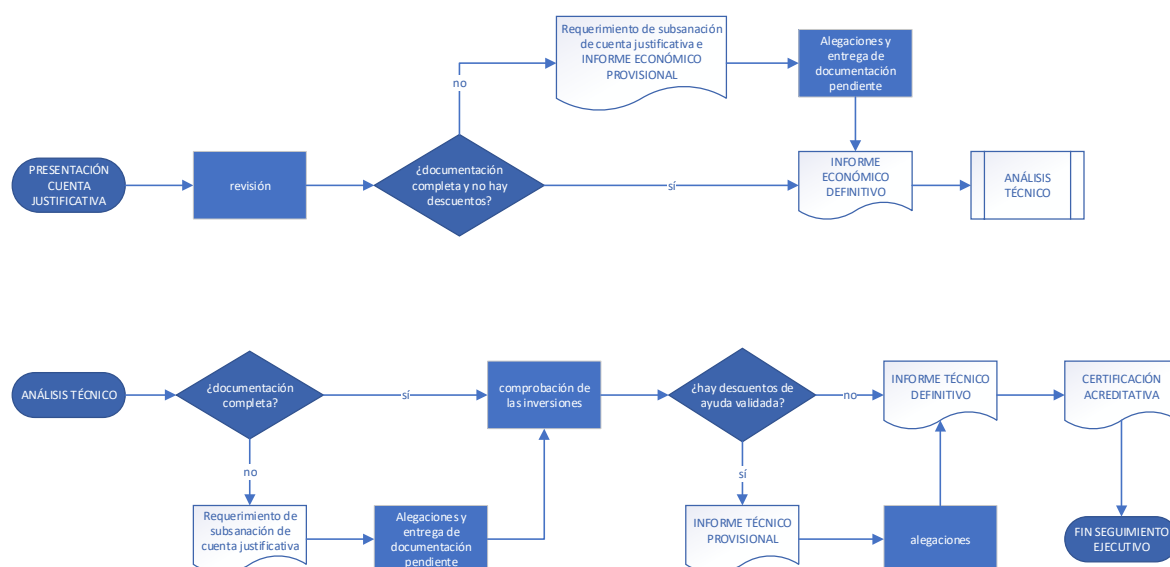 Requerimiento de subsanación
de cuenta justificativa e
INFORME ECONÓMICO
PROVISIONAL
Alegaciones y
entrega de
documentación
pendiente
no
PRESENTACIÓN
CUENTA
JUSTIFICATIVA
revisión
¿documentación
completa y no hay
descuentos?
sí
INFORME
ECONÓMICO
DEFINITIVO
ANÁLISIS
TÉCNICO
ANÁLISIS TÉCNICO
¿documentación
completa?
sí
comprobación de
las inversiones
¿hay descuentos de
ayuda validada?
no
INFORME TÉCNICO
DEFINITIVO
CERTIFICACIÓN
ACREDITATIVA
no
sí
Requerimiento de
subsanación de
cuenta justificativa
Alegaciones y
entrega de
documentación
pendiente
INFORME TÉCNICO
PROVISIONAL
alegaciones
FIN SEGUIMIENTO
EJECUTIVO